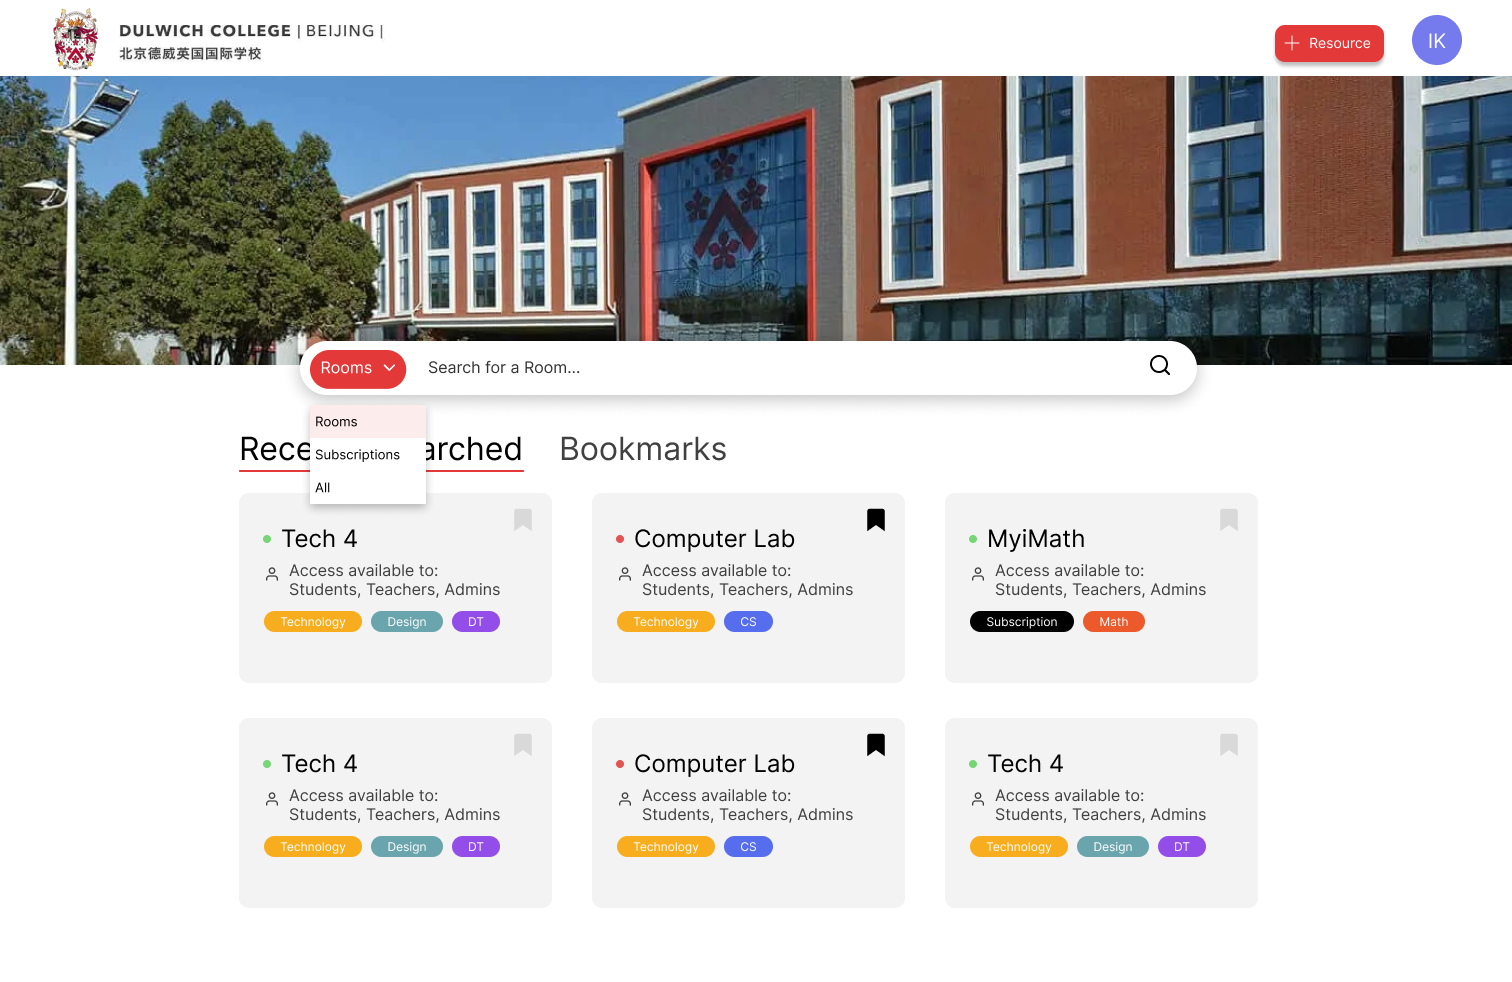 DULWICH COLLEGE | BEIJING |
北京德威英国国际学校
Resource
IK
Rooms
Search for a Room...
Rooms
Subscriptions
All
Rece arched
Bookmarks
Tech 4
Access available to:
Students, Teachers, Admins
Technology Design DT
Computer Lab
Access available to:
Students, Teachers, Admins
Technology CS
MyiMath
Access available to:
Students, Teachers, Admins
Subscription Math
Tech 4
Access available to:
Students, Teachers, Admins
Technology Design DT
Computer Lab
Access available to:
Students, Teachers, Admins
Technology CS
Tech 4
Access available to:
Students, Teachers, Admins
Technology Design DT